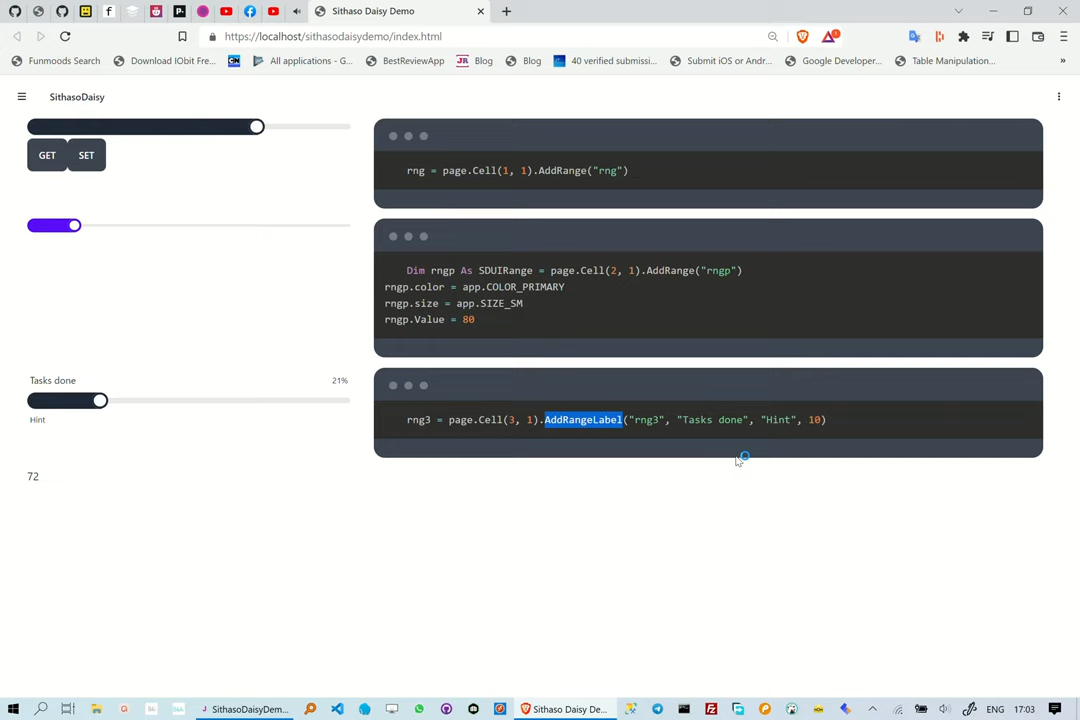 Sithaso Daisy Demo
https://localhost/sithasodaisydemo/index.html
Funmoods Search
Download IObit Fre...
All applications - G...
BestReviewApp
JR Blog
Blog
40 verified submissi...
Submit iOS or Andr...
Google Developer...
Table Manipulation...
»
SithasoDaisy
GET SET
rng = page.Cell(1, 1).AddRange("rng")
Dim rngp As SDUIRange = page.Cell(2, 1).AddRange("rngp")
rngp.color = app.COLOR_PRIMARY
rngp.size = app.SIZE_SM
rngp.Value = 80
Tasks done 21%
Hint
rng3 = page.Cell(3, 1).AddRangeLabel("rng3", "Tasks done", "Hint", 10)
72
SithasoDaisyDem...
Sithaso Daisy De...
ENG
17:03